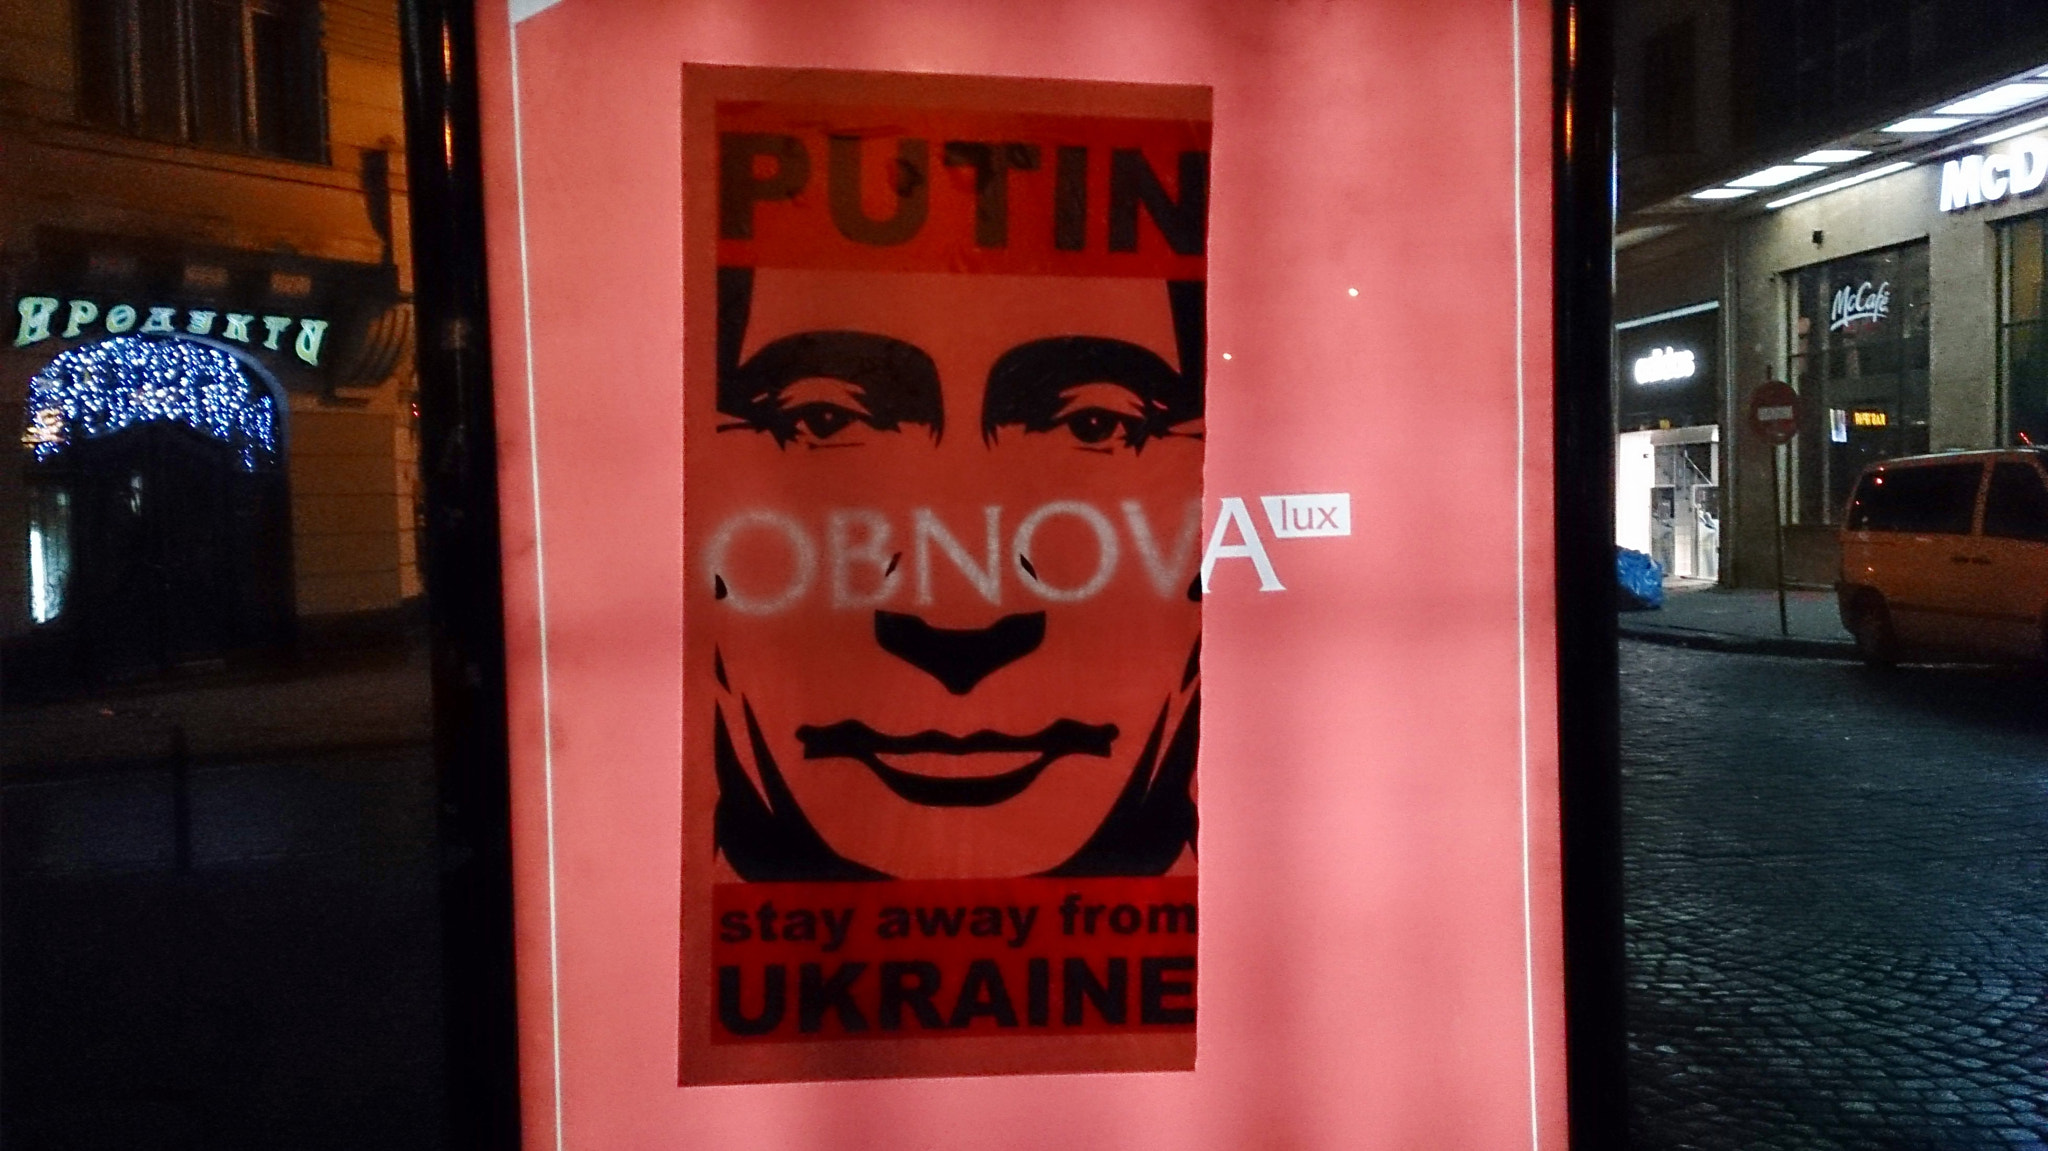 PUTIN
OBNOVA lux
stay away from
UKRAINE
ПРОДУКТИ
McD
McCafé
adidas